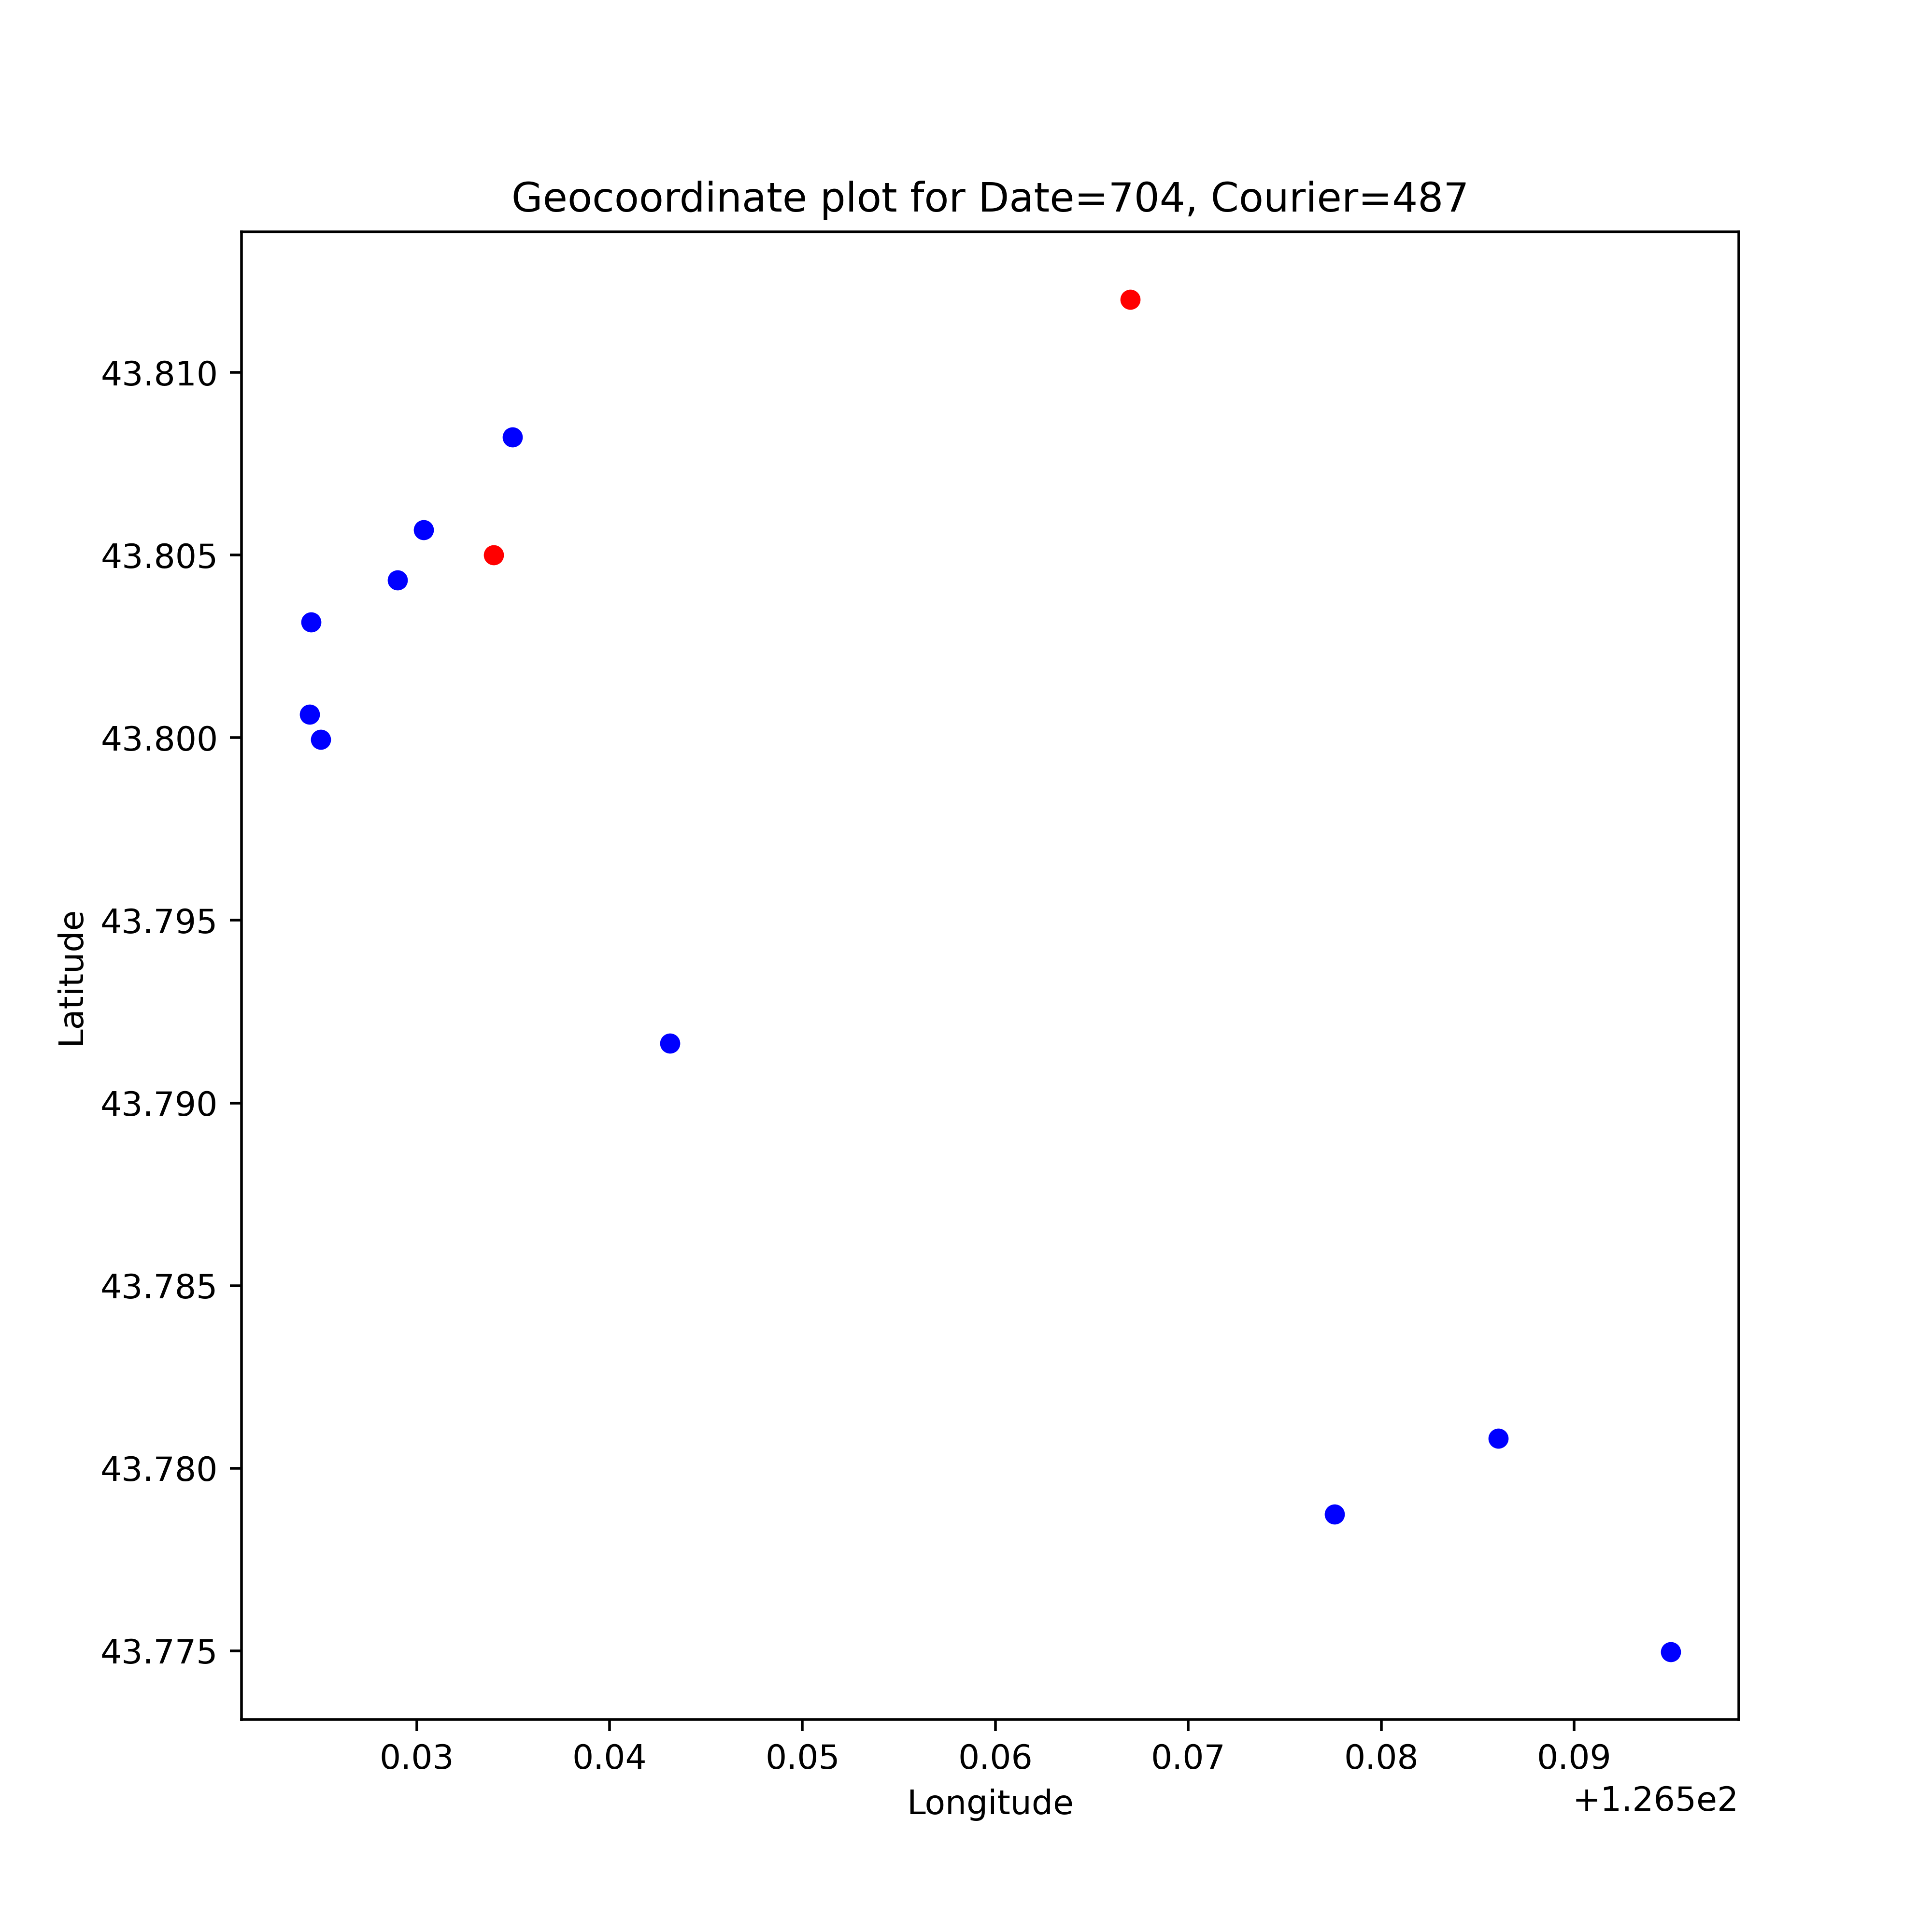 Geocoordinate plot for Date=704, Courier=487
43.810
43.805
43.800
43.795
43.790
43.785
43.780
43.775
Latitude
0.03 0.04 0.05 0.06 0.07 0.08 0.09
+1.265e2
Longitude